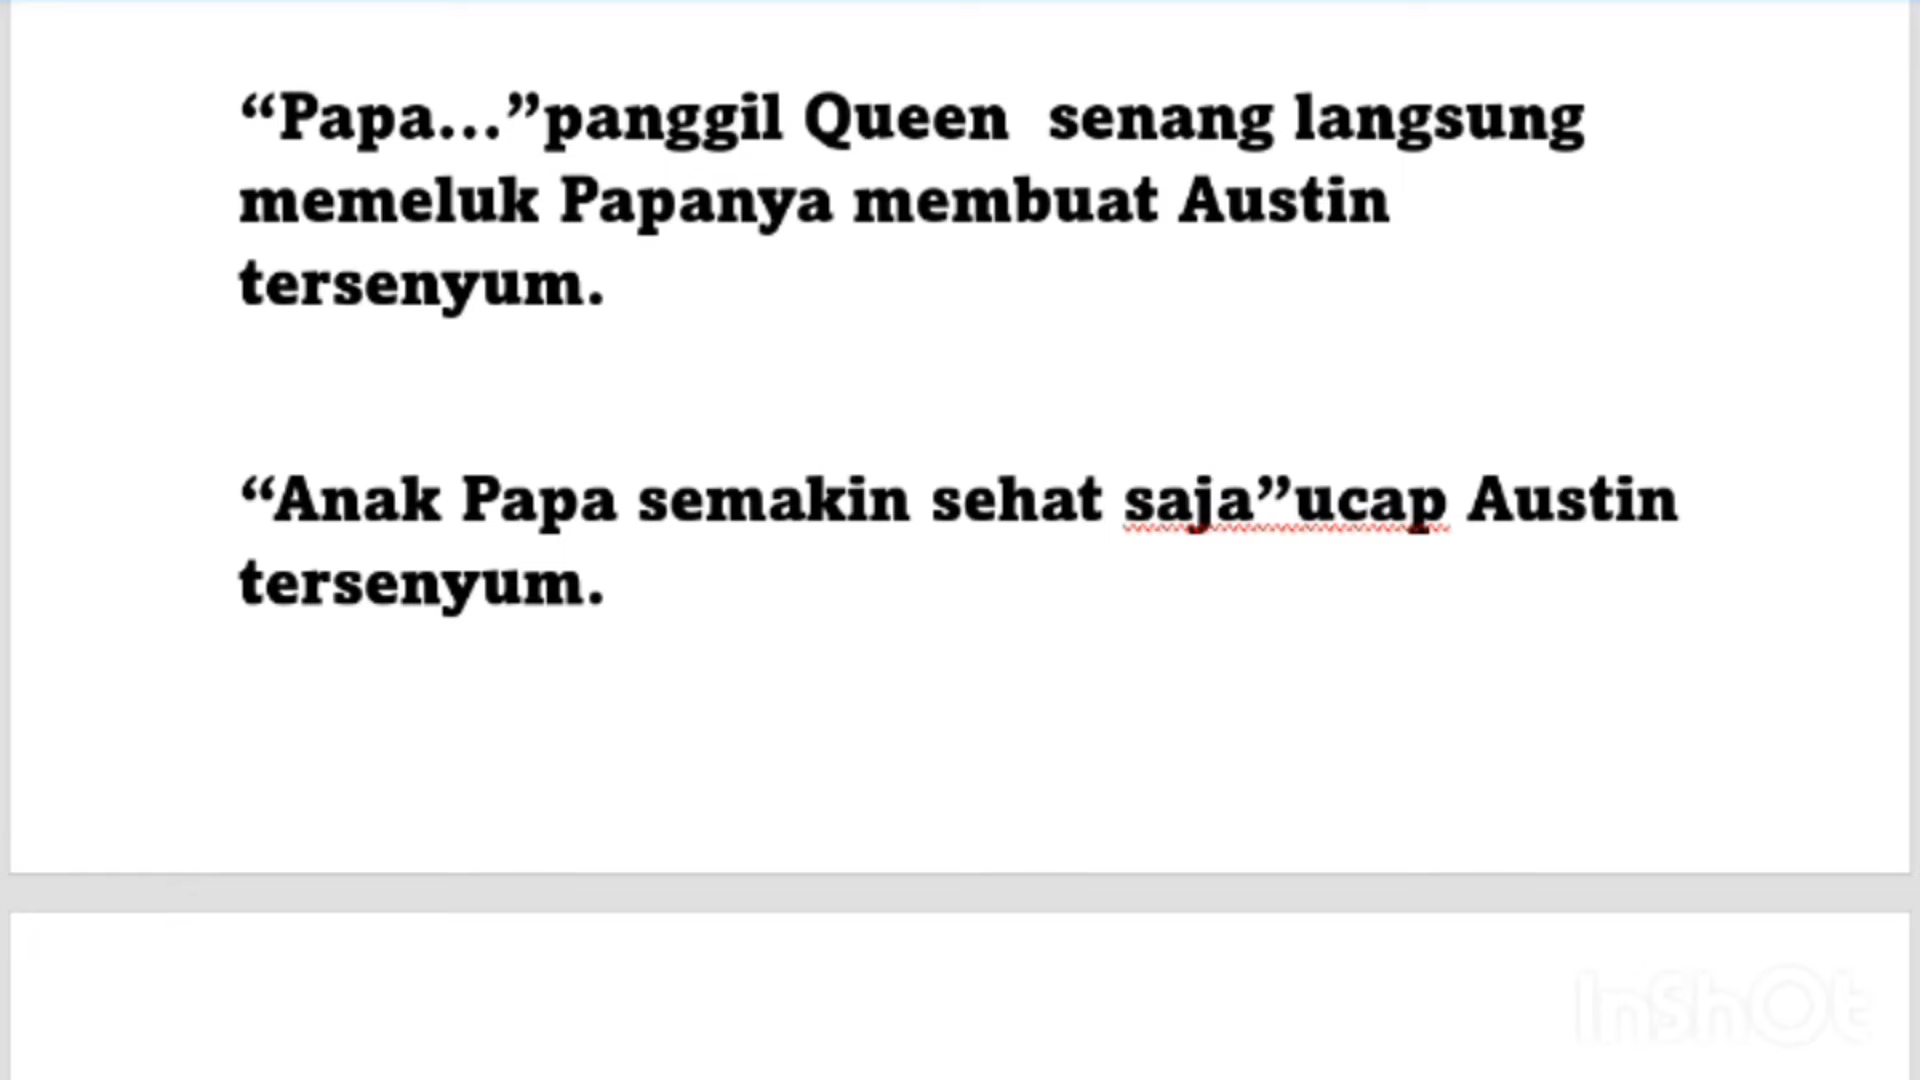 “Papa...”panggil Queen  senang langsung
memeluk Papanya membuat Austin
tersenyum.
“Anak Papa semakin sehat saja”ucap Austin
tersenyum.
InShOt